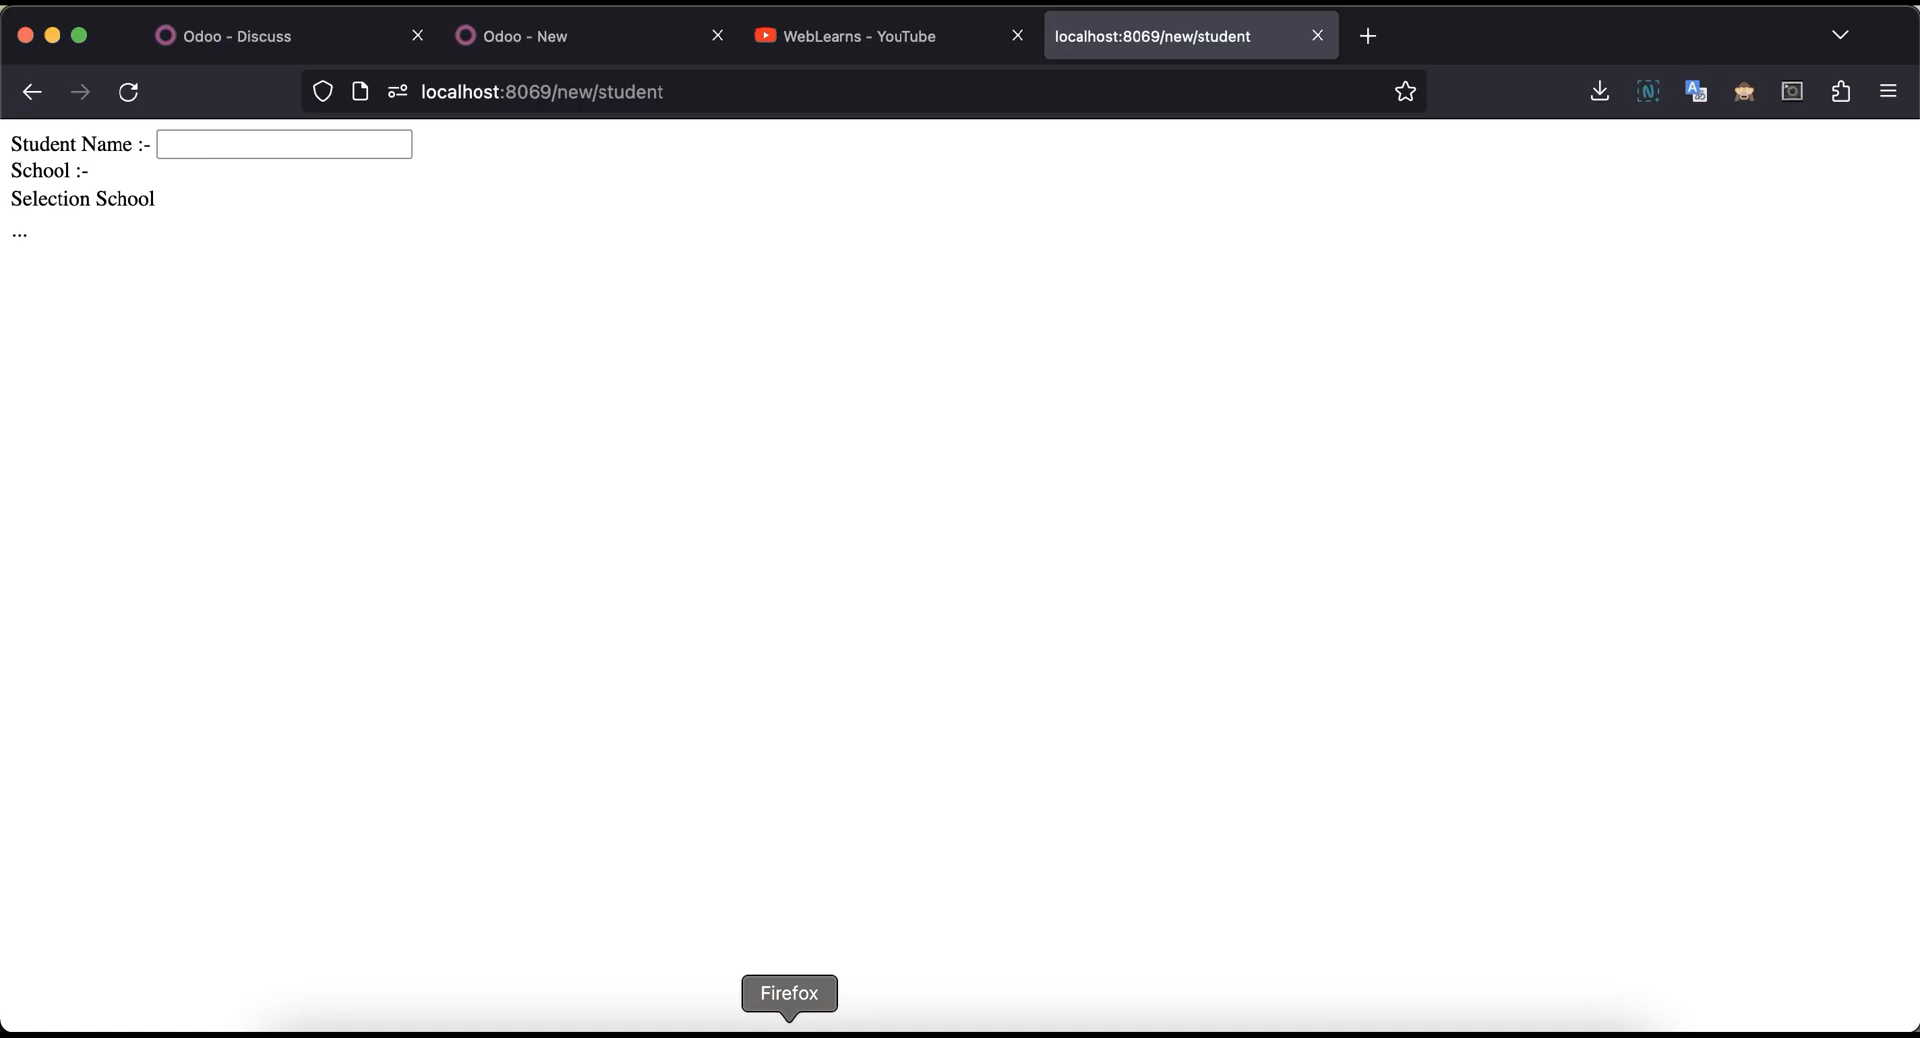 Odoo - Discuss
Odoo - New
WebLearns - YouTube
localhost:8069/new/student
localhost:8069/new/student
Student Name :-
School :-
Selection School
...
Firefox